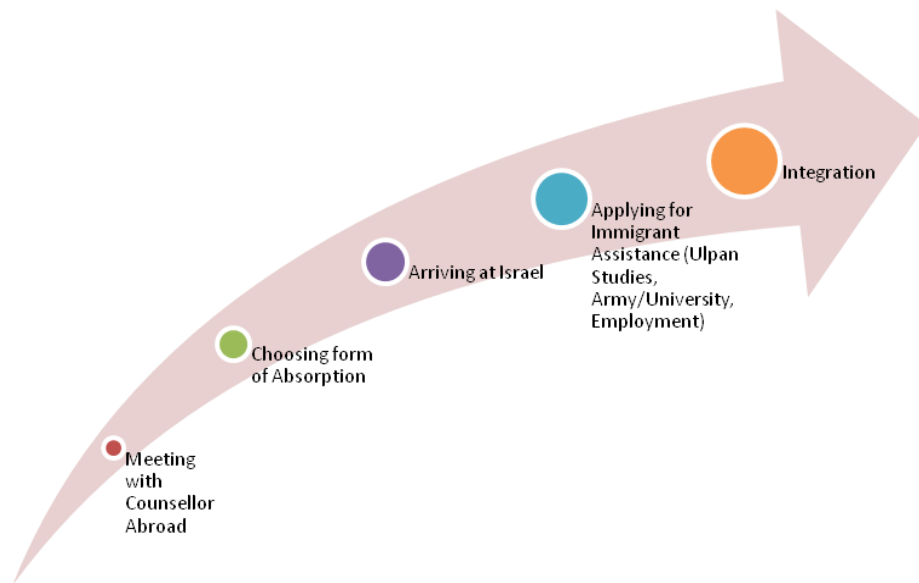 Meeting
with
Counsellor
Abroad
Choosing form
of Absorption
Arriving at Israel
Applying for
Immigrant
Assistance (Ulpan
Studies,
Army/University,
Employment)
Integration